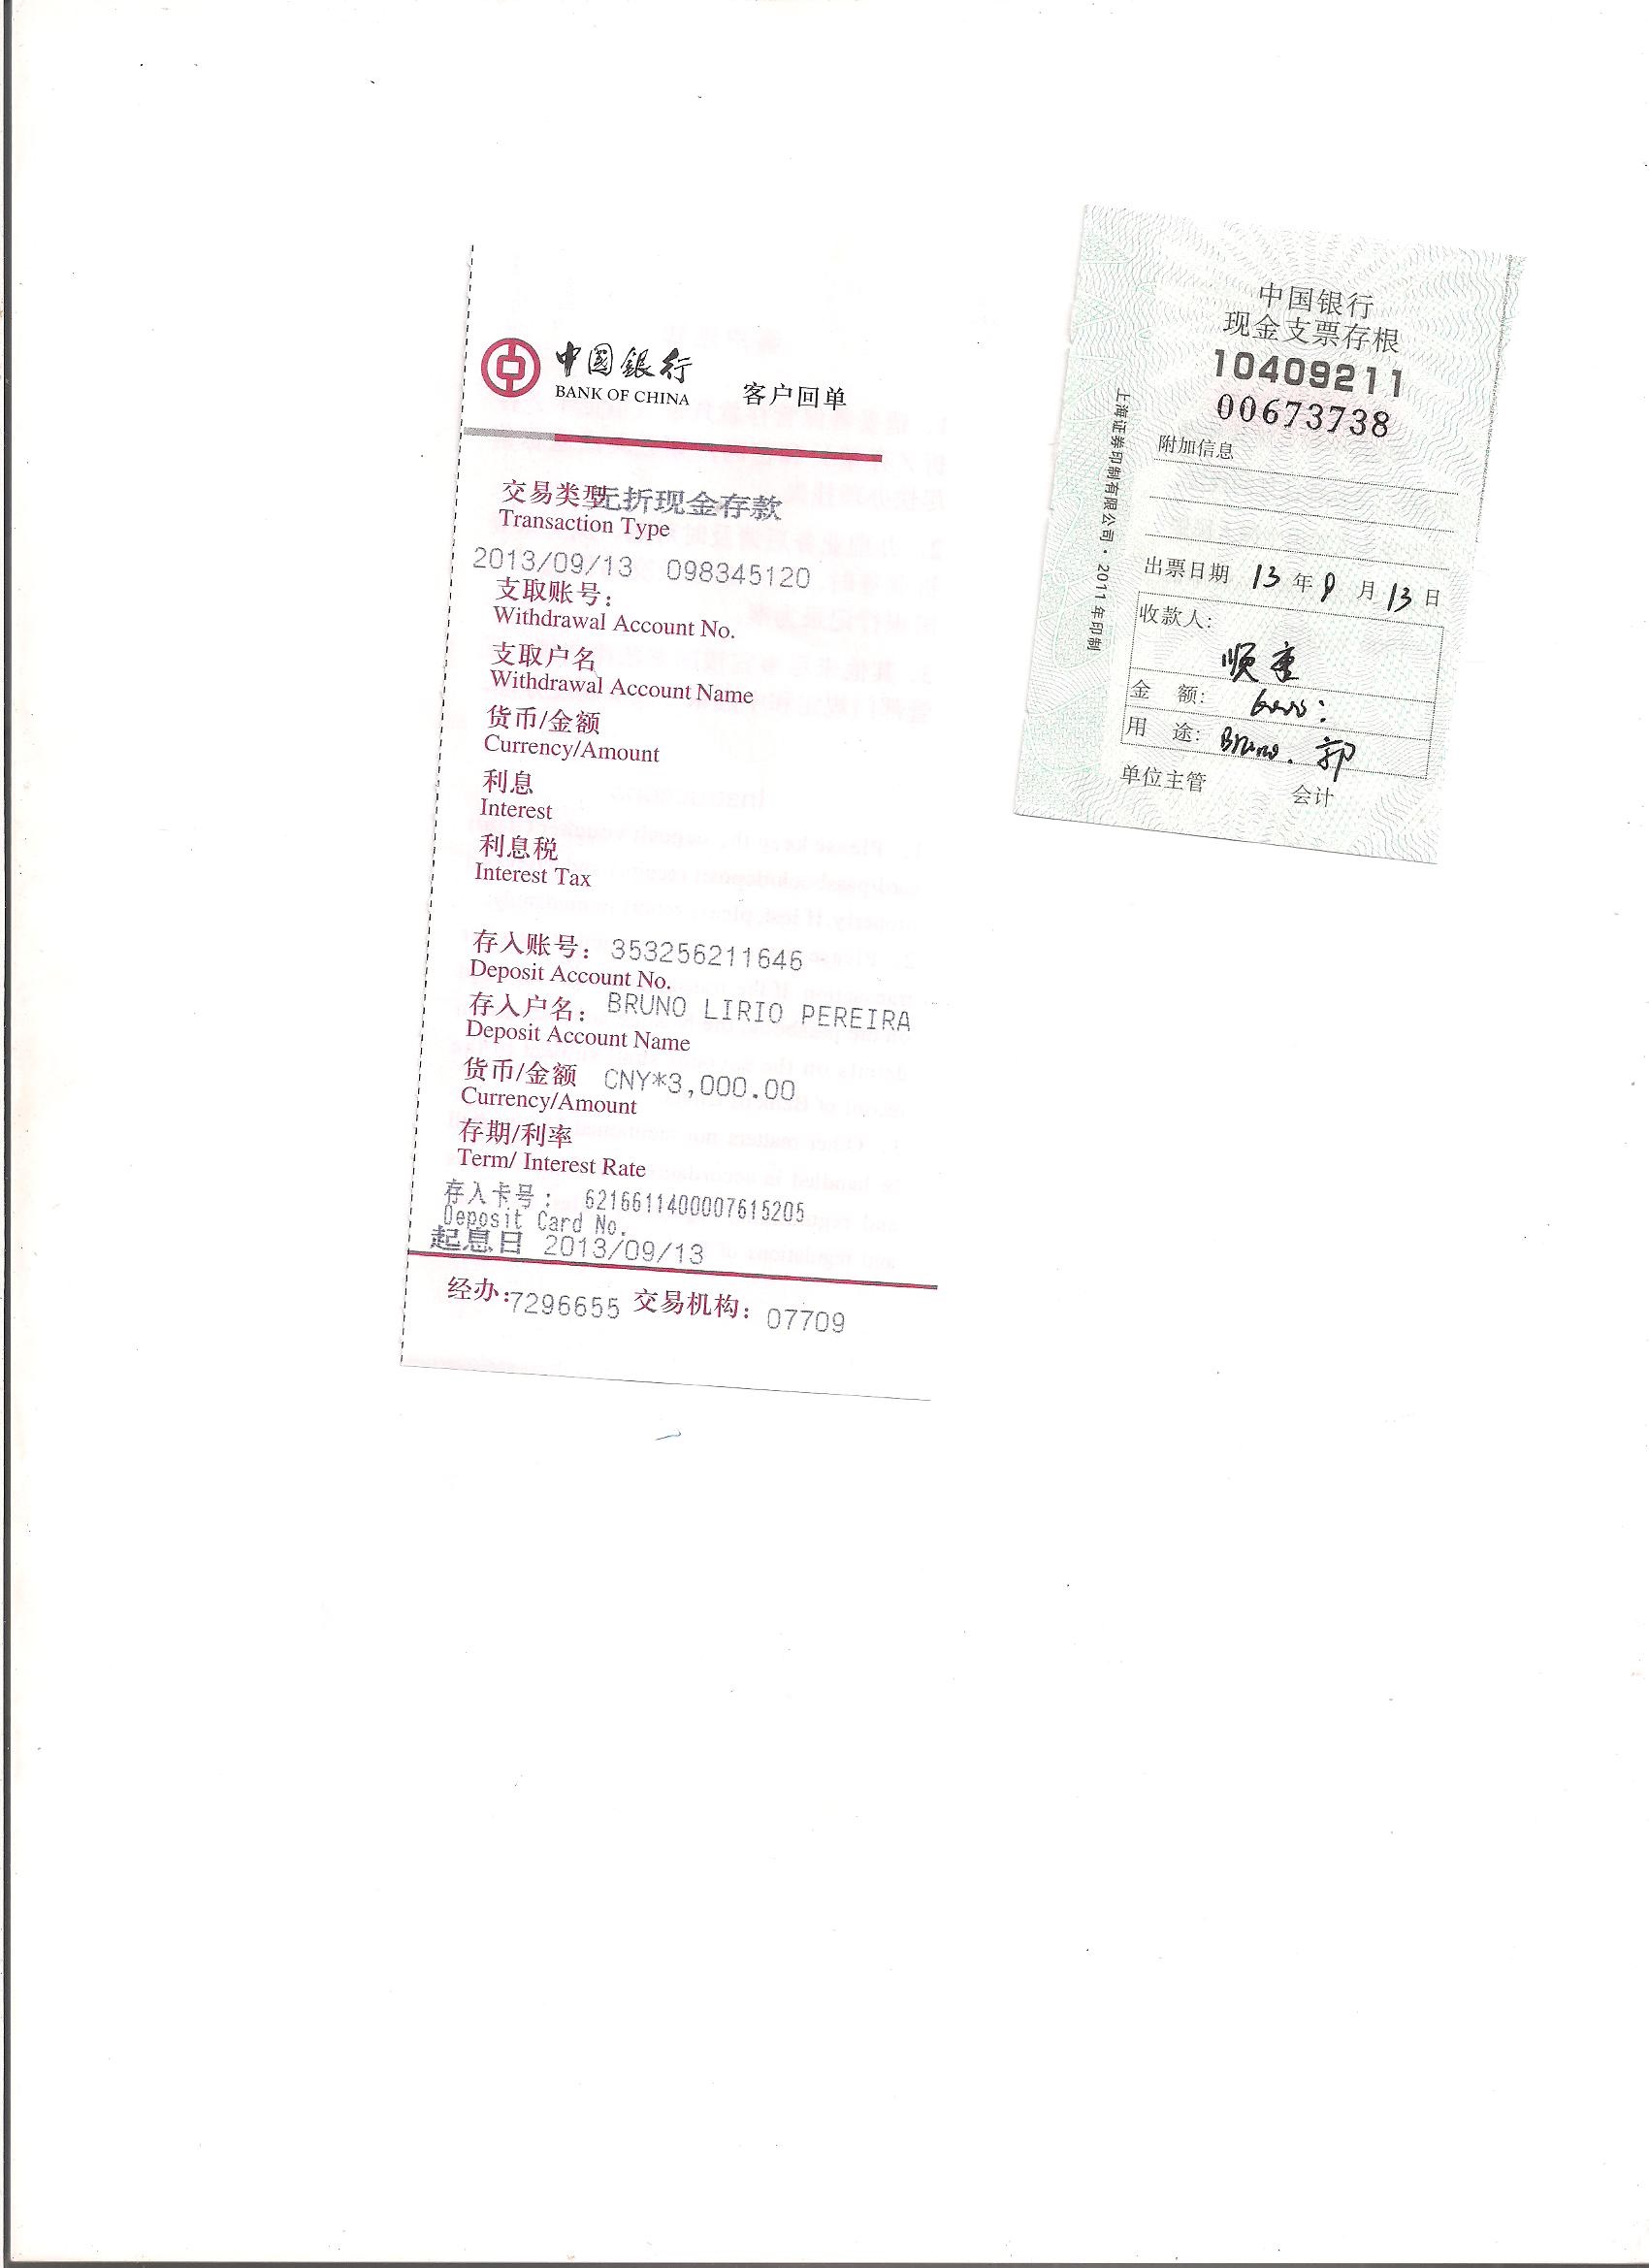 中国银行
BANK OF CHINA
客户回单
交易类型 无折现金存款
Transaction Type
2013/09/13 098345120
支取账号:
Withdrawal Account No.
支取户名
Withdrawal Account Name
货币/金额
Currency/Amount
利息
Interest
利息税
Interest Tax
存入账号: 353256211646
Deposit Account No.
存入户名: BRUNO LIRIO PEREIRA
Deposit Account Name
货币/金额 CNY*3,000.00
Currency/Amount
存期/利率
Term/ Interest Rate
存入卡号: 6216611400007615205
Deposit Card No.
起息日 2013/09/13
经办:7296655 交易机构: 07709
中国银行
现金支票存根
10409211
00673738
附加信息
出票日期 13 年 9 月 13 日
收款人:
顺
金 额:
用 途: Bruno. 郭
单位主管 会计
上海证券印制有限公司·2011年印制